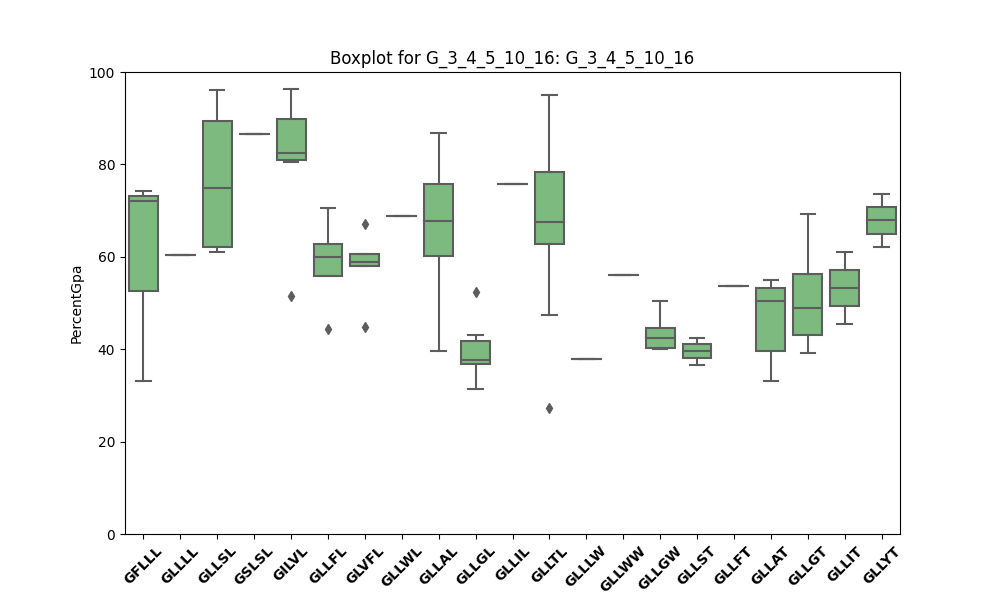 Boxplot for G_3_4_5_10_16: G_3_4_5_10_16
PercentGpa
100
80
60
40
20
0
GFLLL GLLLL GLLSL GSLSL GILVL GLLFL GLVFL GLLWL GLLAL GLLGL GLLIL GLLTL GLLLW GLLWW GLLGW GLLST GLLFT GLLAT GLLGT GLLIT GLLYT